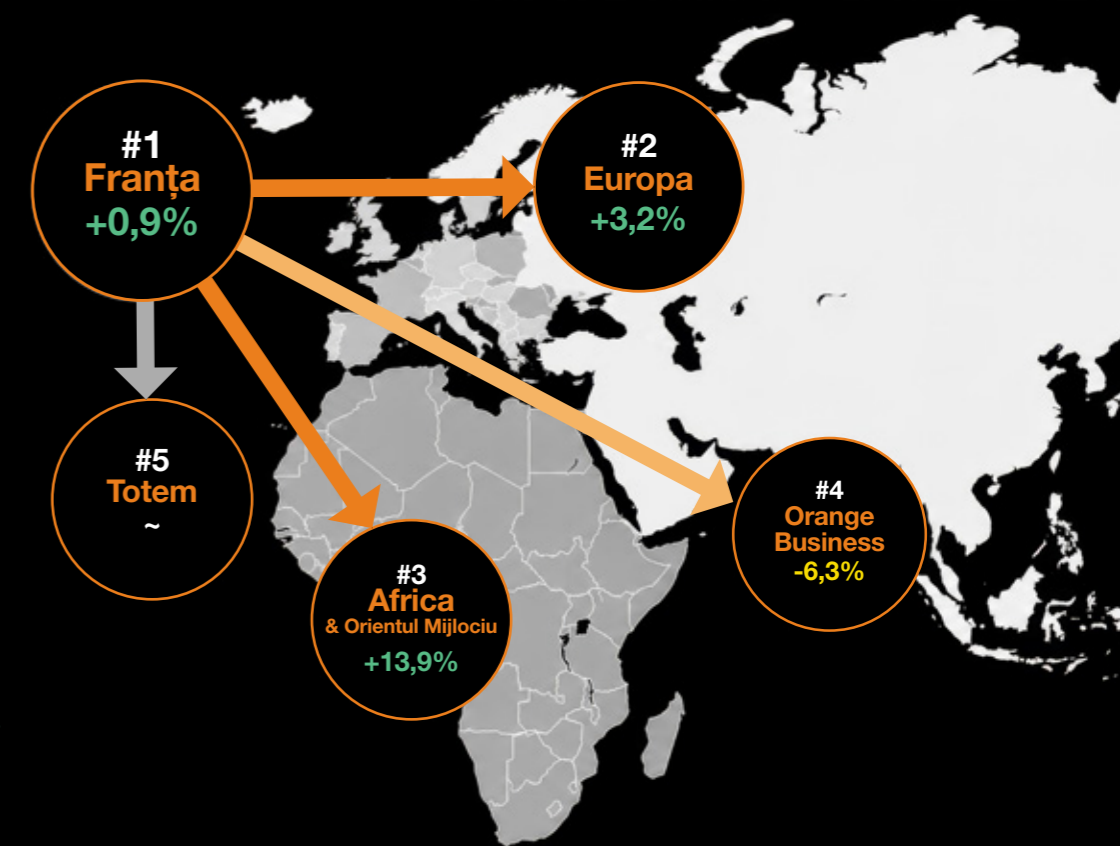 #1
Franța
+0,9%
#2
Europa
+3,2%
#5
Totem
~
#3
Africa
& Orientul Mijlociu
+13,9%
#4
Orange
Business
-6,3%